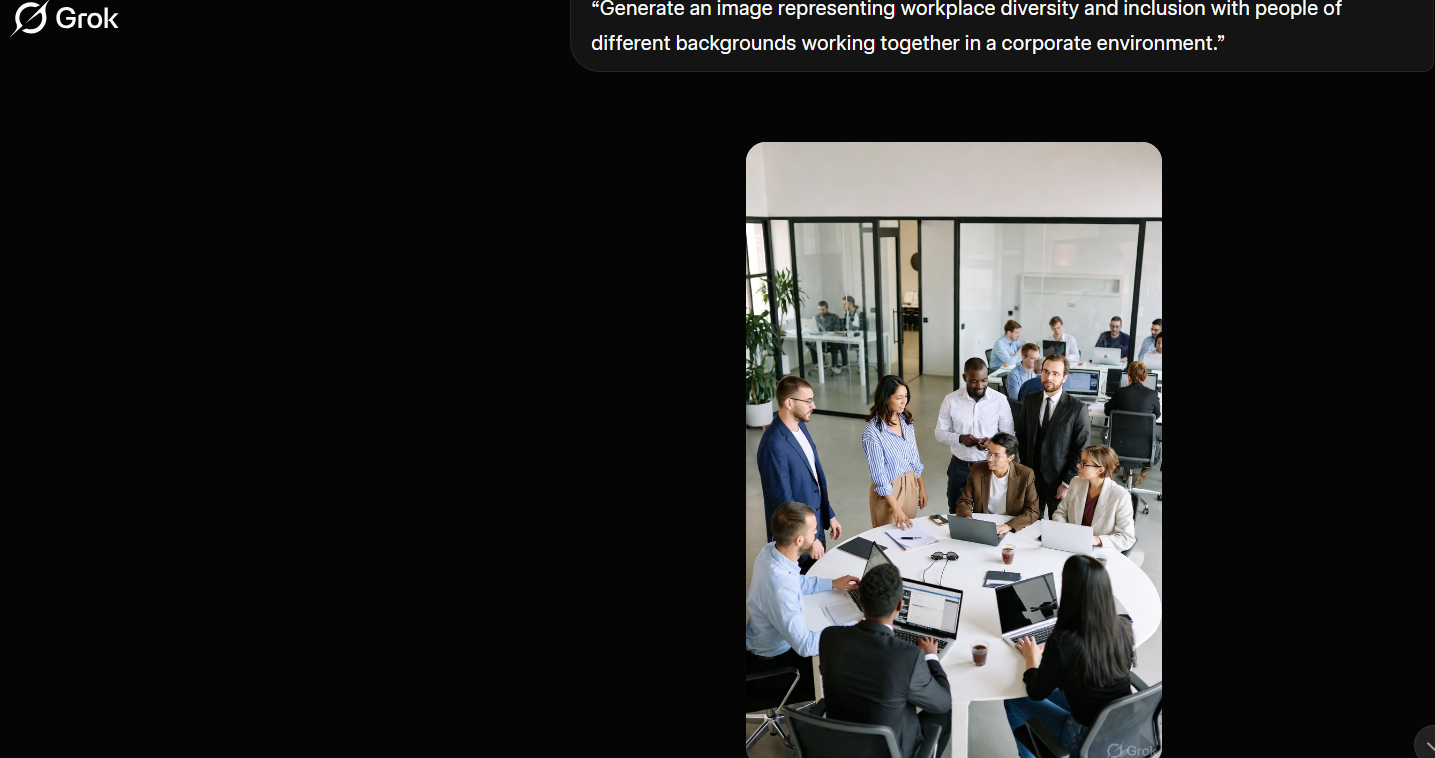 Grok
“Generate an image representing workplace diversity and inclusion with people of
different backgrounds working together in a corporate environment.”
Grok